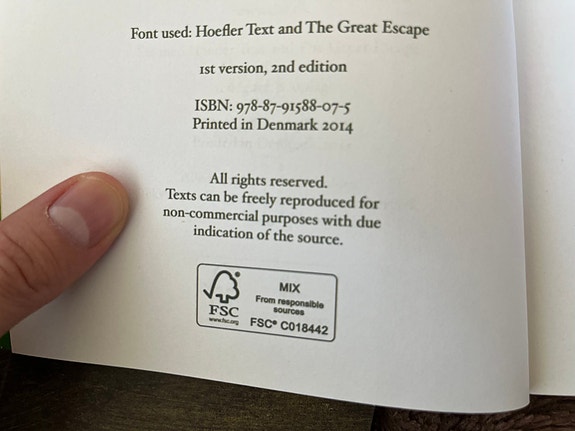 Font used: Hoefler Text and The Great Escape
1st version, 2nd edition
ISBN: 978-87-91588-07-5
Printed in Denmark 2014
All rights reserved.
Texts can be freely reproduced for
non-commercial purposes with due
indication of the source.
FSC
www.fsc.org
MIX
From responsible
sources
FSC® C018442